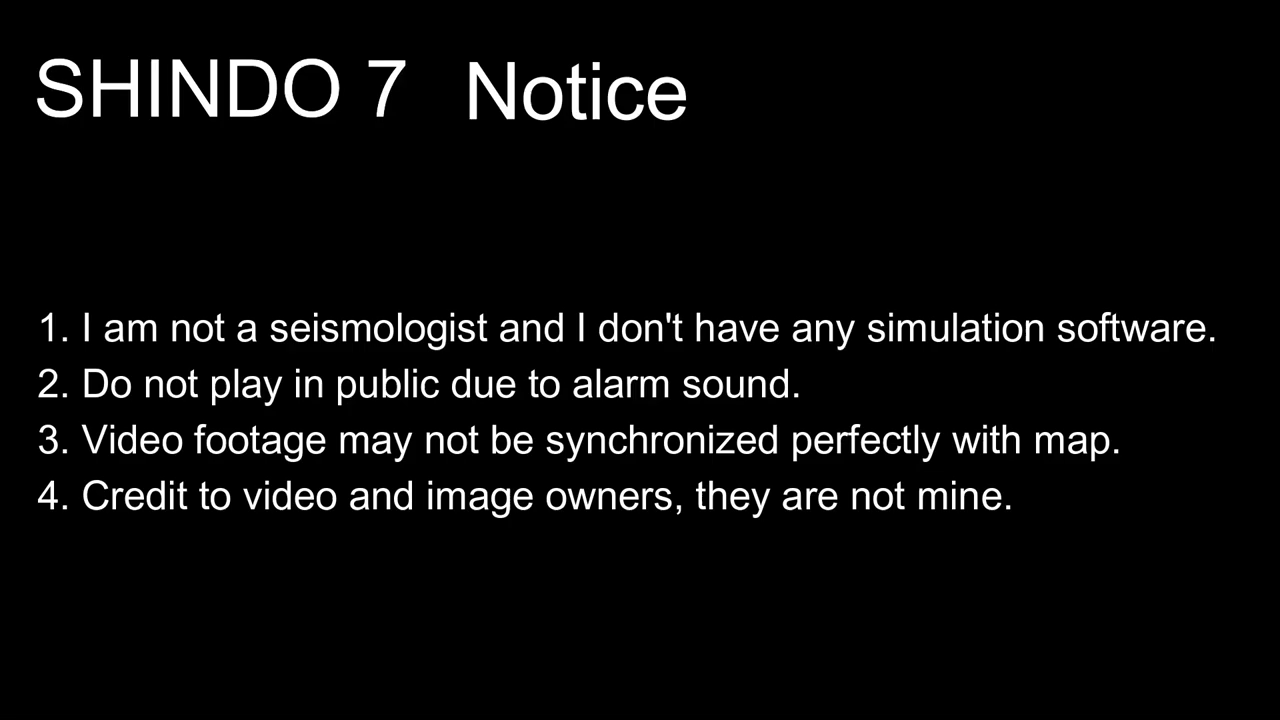 SHINDO 7 Notice
1. I am not a seismologist and I don't have any simulation software.
2. Do not play in public due to alarm sound.
3. Video footage may not be synchronized perfectly with map.
4. Credit to video and image owners, they are not mine.